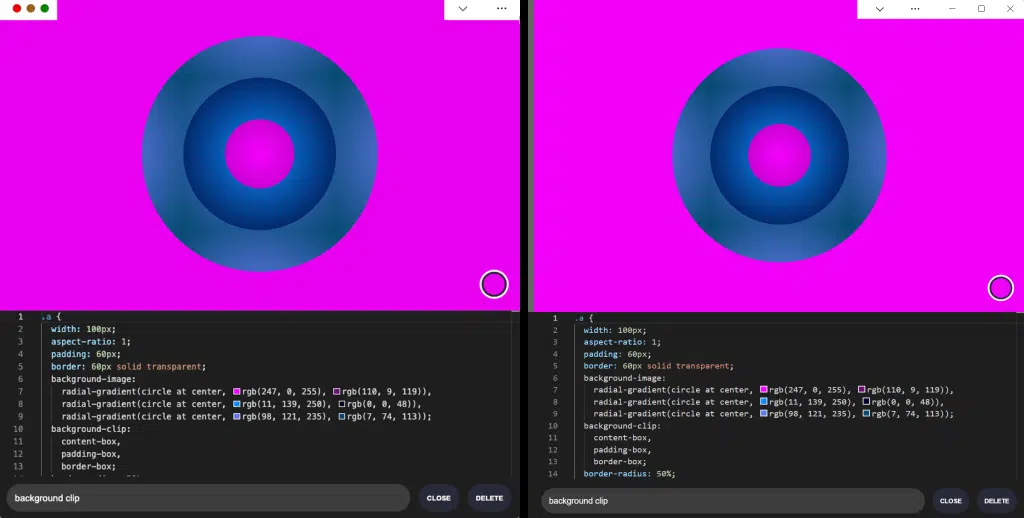 1 .a {
2 width: 100px;
3 aspect-ratio: 1;
4 padding: 60px;
5 border: 60px solid transparent;
6 background-image:
7 radial-gradient(circle at center, rgb(247, 0, 255), rgb(110, 9, 119)),
8 radial-gradient(circle at center, rgb(11, 139, 250), rgb(0, 0, 48)),
9 radial-gradient(circle at center, rgb(98, 121, 235), rgb(7, 74, 113));
10 background-clip:
11 content-box,
12 padding-box,
13 border-box;
background clip
CLOSE
DELETE
1 .a {
2 width: 100px;
3 aspect-ratio: 1;
4 padding: 60px;
5 border: 60px solid transparent;
6 background-image:
7 radial-gradient(circle at center, rgb(247, 0, 255), rgb(110, 9, 119)),
8 radial-gradient(circle at center, rgb(11, 139, 250), rgb(0, 0, 48)),
9 radial-gradient(circle at center, rgb(98, 121, 235), rgb(7, 74, 113));
10 background-clip:
11 content-box,
12 padding-box,
13 border-box;
14 border-radius: 50%;
background clip
CLOSE
DELETE